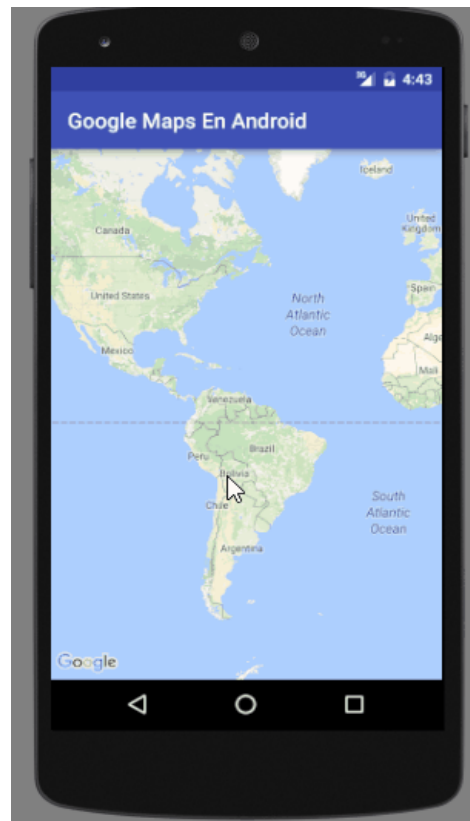 3G 4:43
Google Maps En Android
Iceland
Canada
United
Kingdom
Spain
United States
North
Atlantic
Ocean
Mexico
Mali
Venezuela
Peru
Brazil
Bolivia
Chile
South
Atlantic
Ocean
Argentina
Google